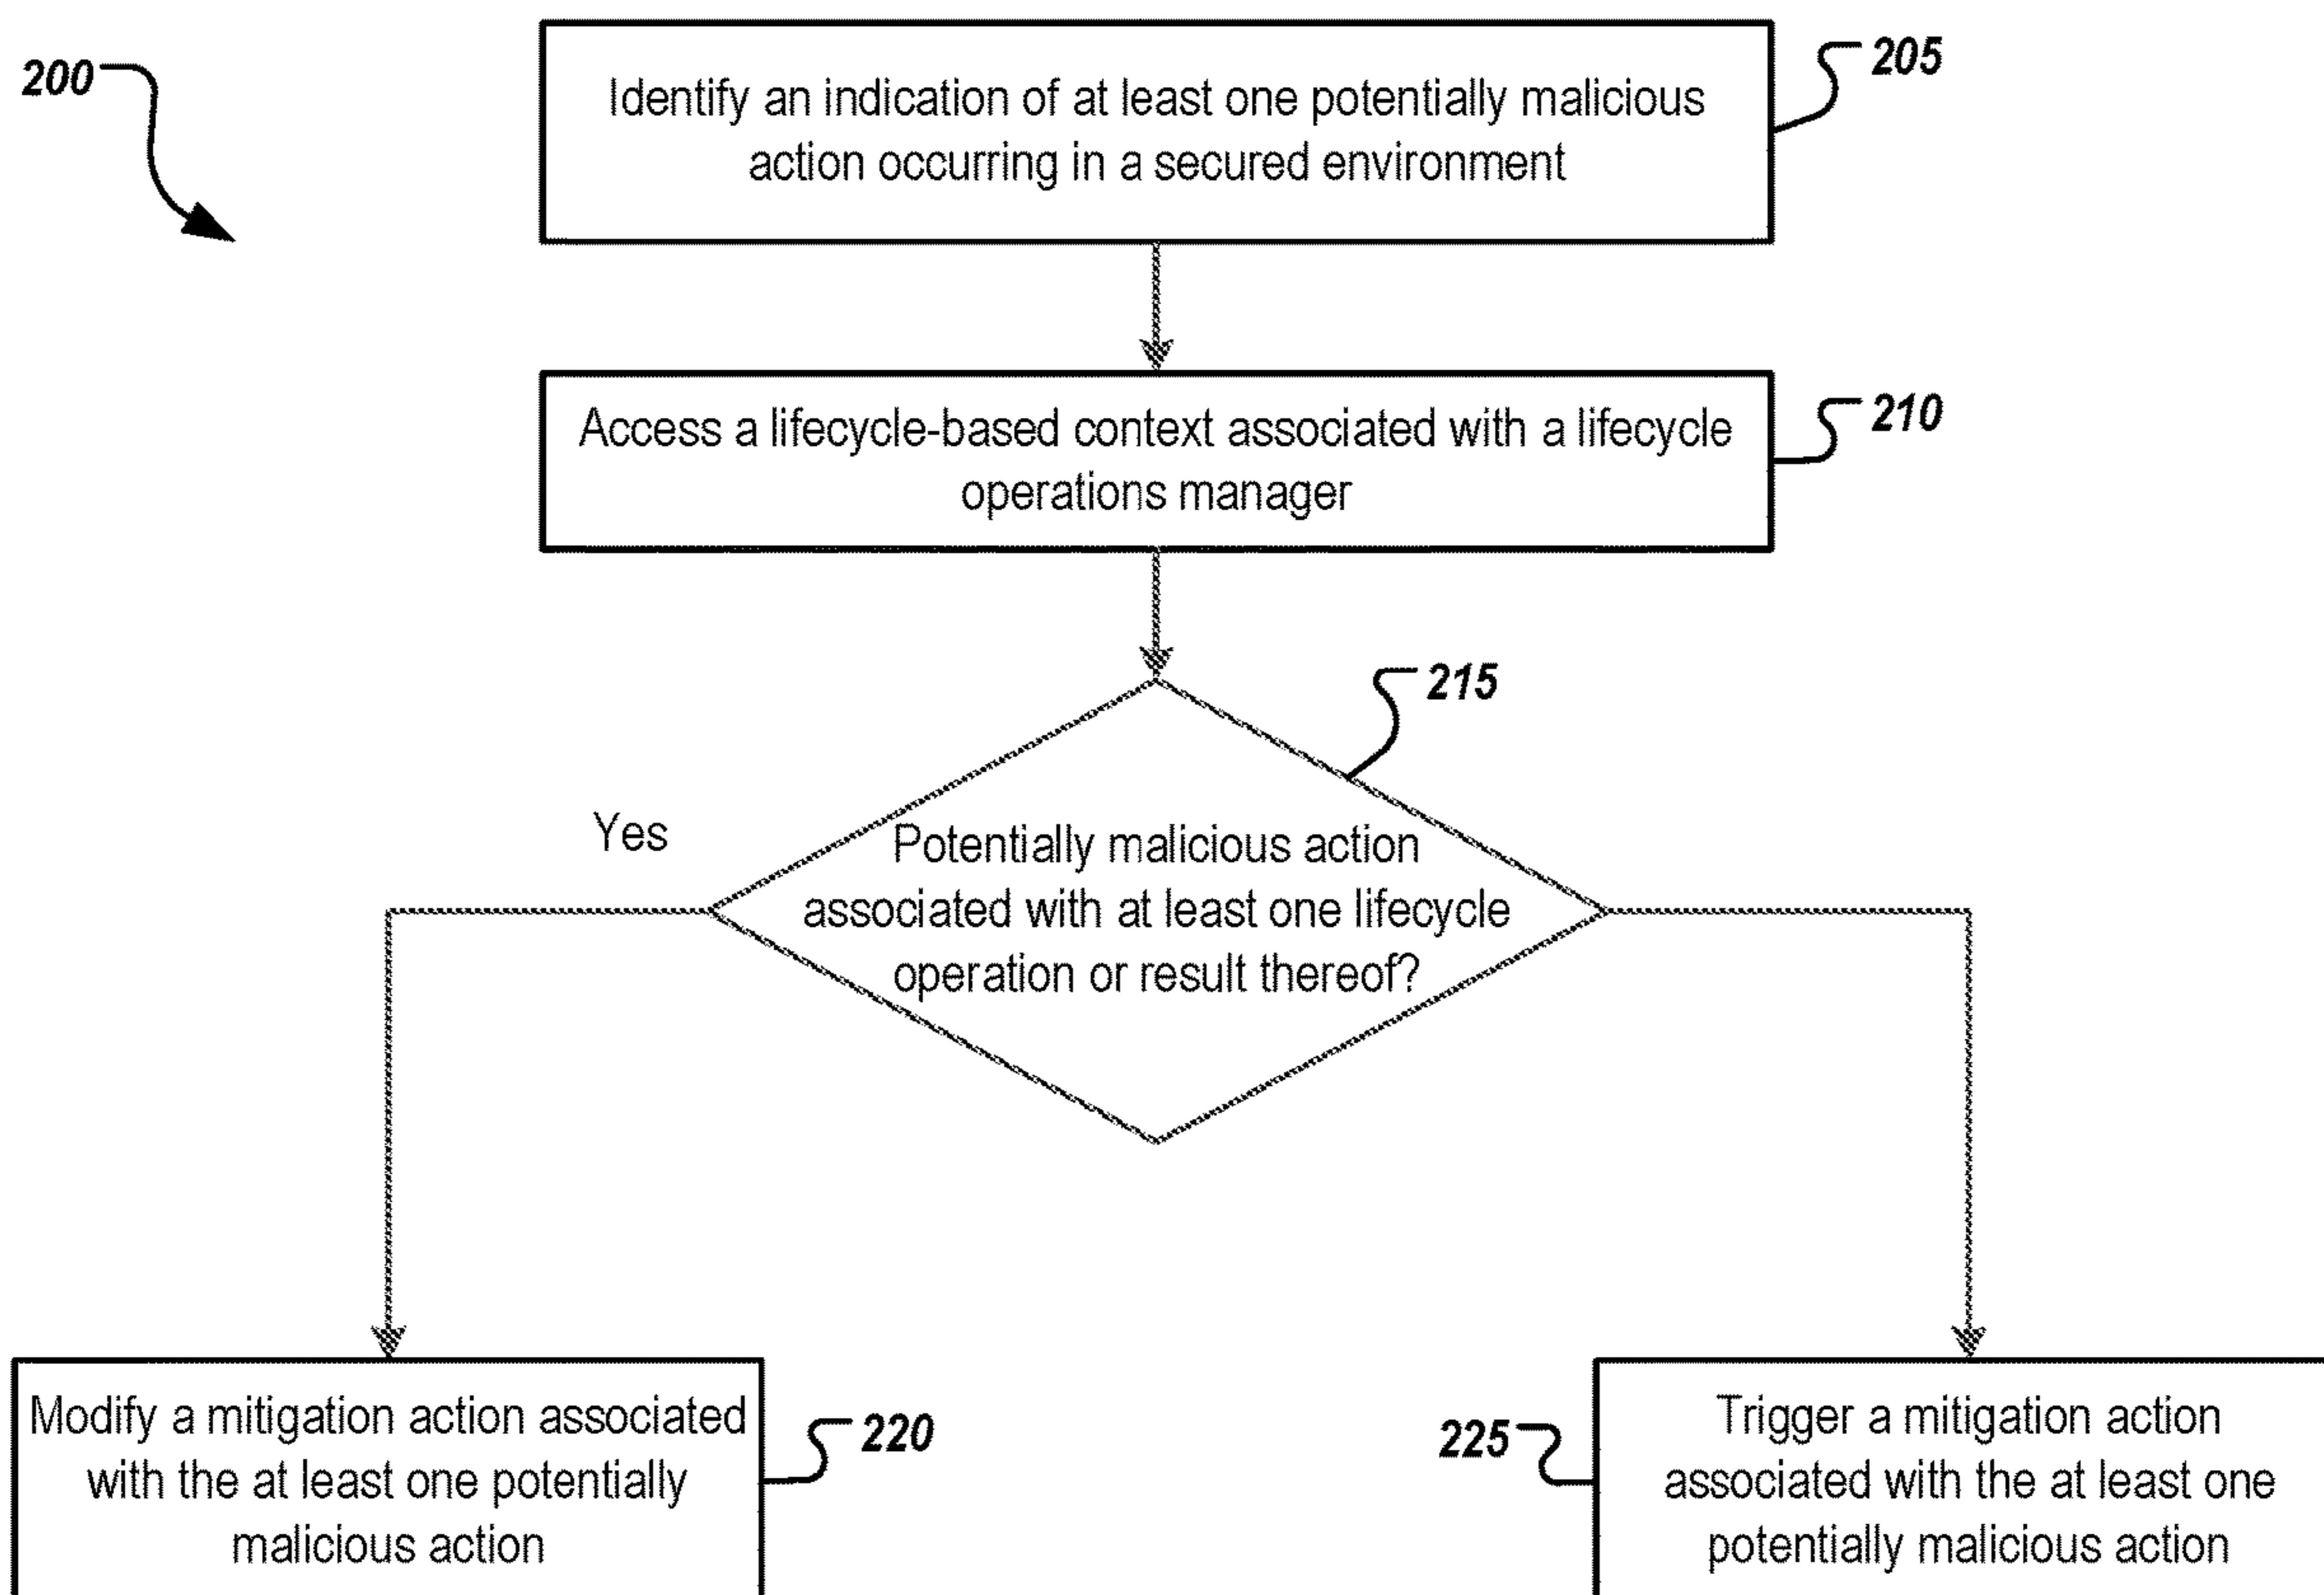 200
205
Identify an indication of at least one potentially malicious
action occurring in a secured environment
210
Access a lifecycle-based context associated with a lifecycle
operations manager
215
Yes
Potentially malicious action
associated with at least one lifecycle
operation or result thereof?
Modify a mitigation action associated
with the at least one potentially
malicious action
220
225
Trigger a mitigation action
associated with the at least one
potentially malicious action